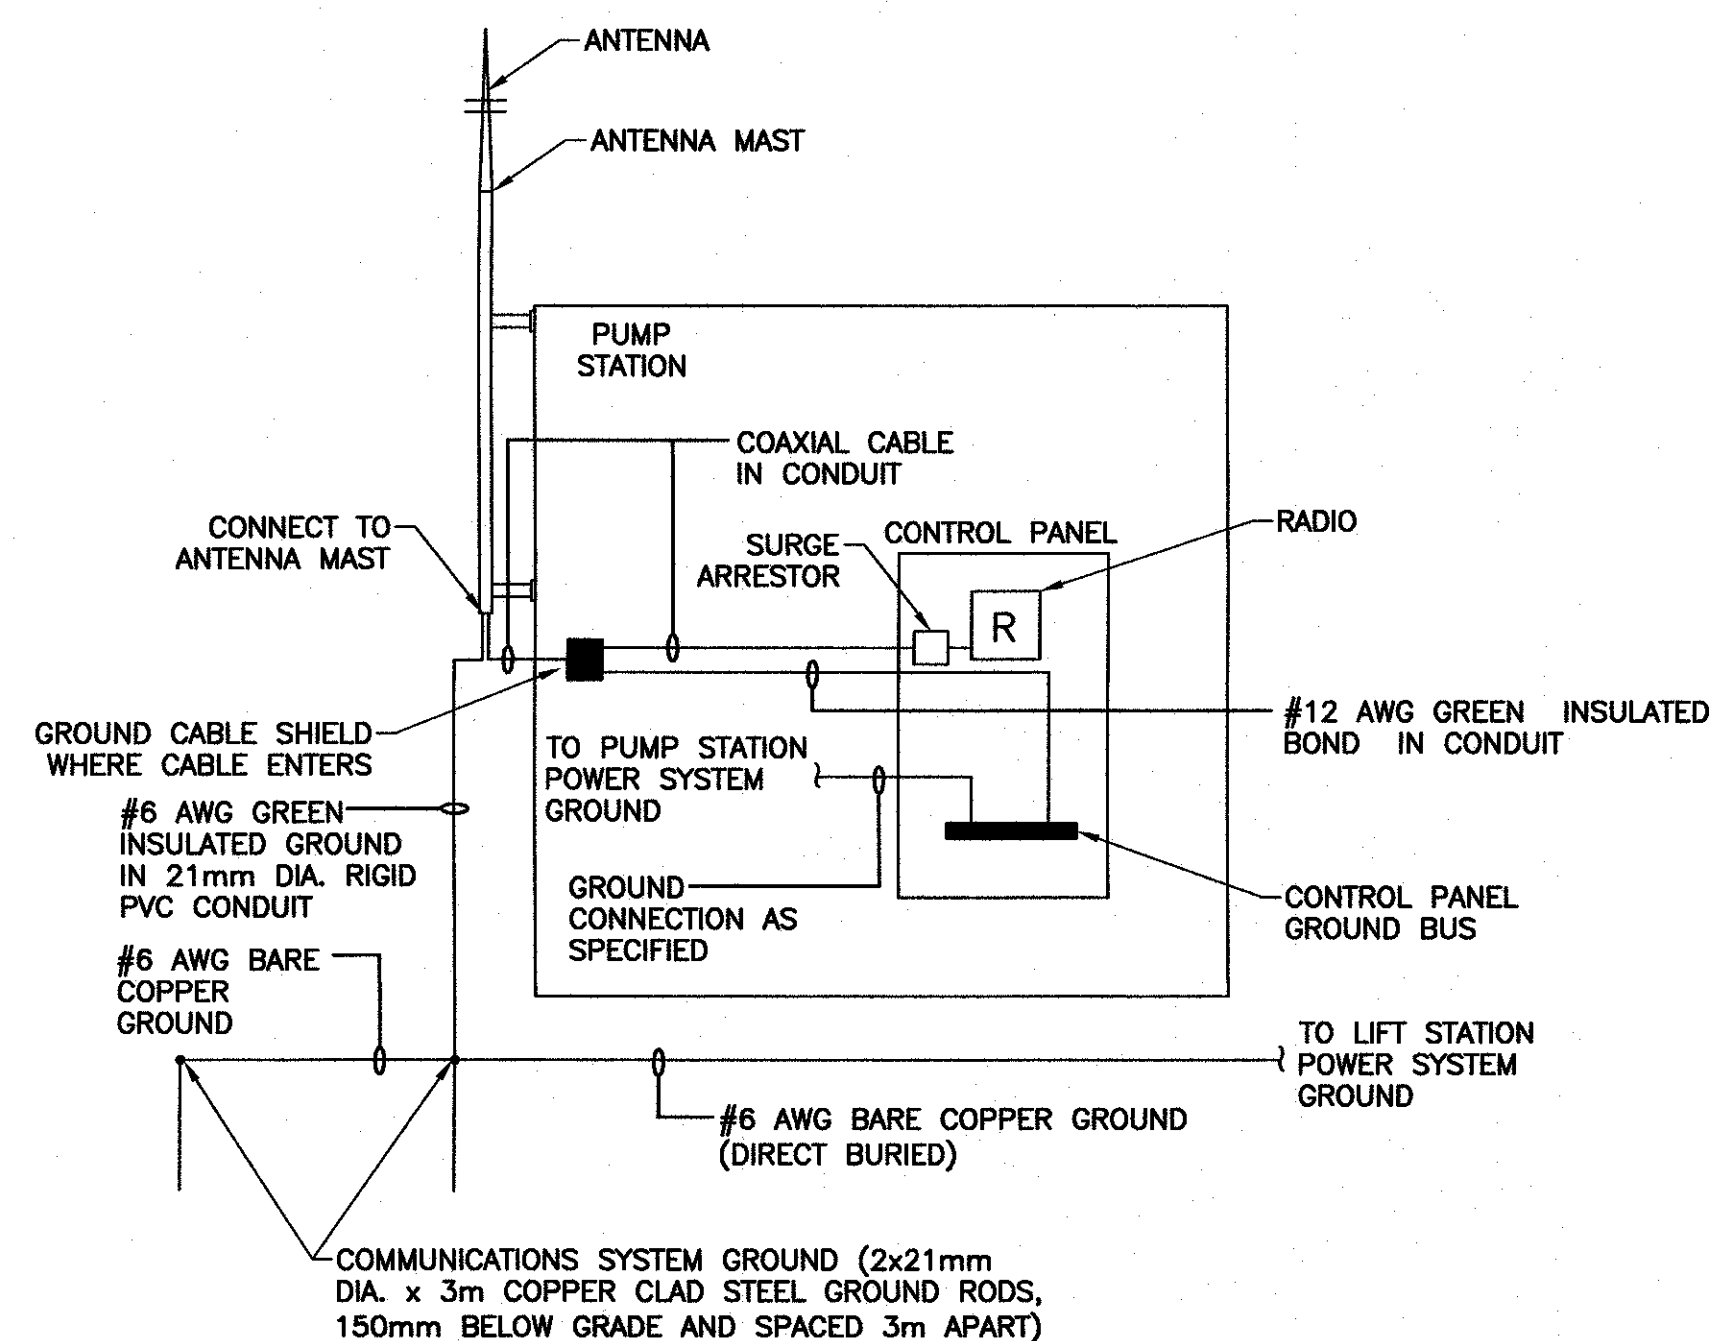 ANTENNA
ANTENNA MAST
PUMP
STATION
COAXIAL CABLE
IN CONDUIT
CONNECT TO
ANTENNA MAST
SURGE
ARRESTOR
CONTROL PANEL
RADIO
R
GROUND CABLE SHIELD
WHERE CABLE ENTERS
#12 AWG GREEN INSULATED
BOND IN CONDUIT
TO PUMP STATION
POWER SYSTEM
GROUND
#6 AWG GREEN
INSULATED GROUND
IN 21mm DIA. RIGID
PVC CONDUIT
GROUND
CONNECTION AS
SPECIFIED
CONTROL PANEL
GROUND BUS
#6 AWG BARE
COPPER
GROUND
TO LIFT STATION
POWER SYSTEM
GROUND
#6 AWG BARE COPPER GROUND
(DIRECT BURIED)
COMMUNICATIONS SYSTEM GROUND (2x21mm
DIA. x 3m COPPER CLAD STEEL GROUND RODS,
150mm BELOW GRADE AND SPACED 3m APART)